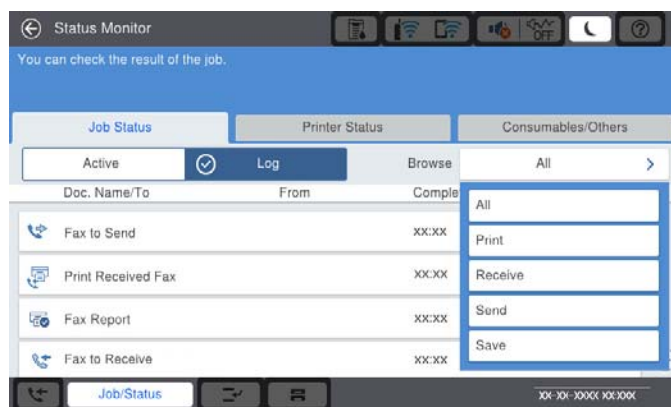 Status Monitor
OFF
You can check the result of the job.
Job Status Printer Status Consumables/Others
Active Log Browse All
Doc. Name/To From Comple
All
Fax to Send XX:XX
Print
Print Received Fax XX:XX
Receive
Fax Report XX:XX
Send
Fax to Receive XX:XX
Save
Job/Status XX-XX-XXXX XX:XXXX